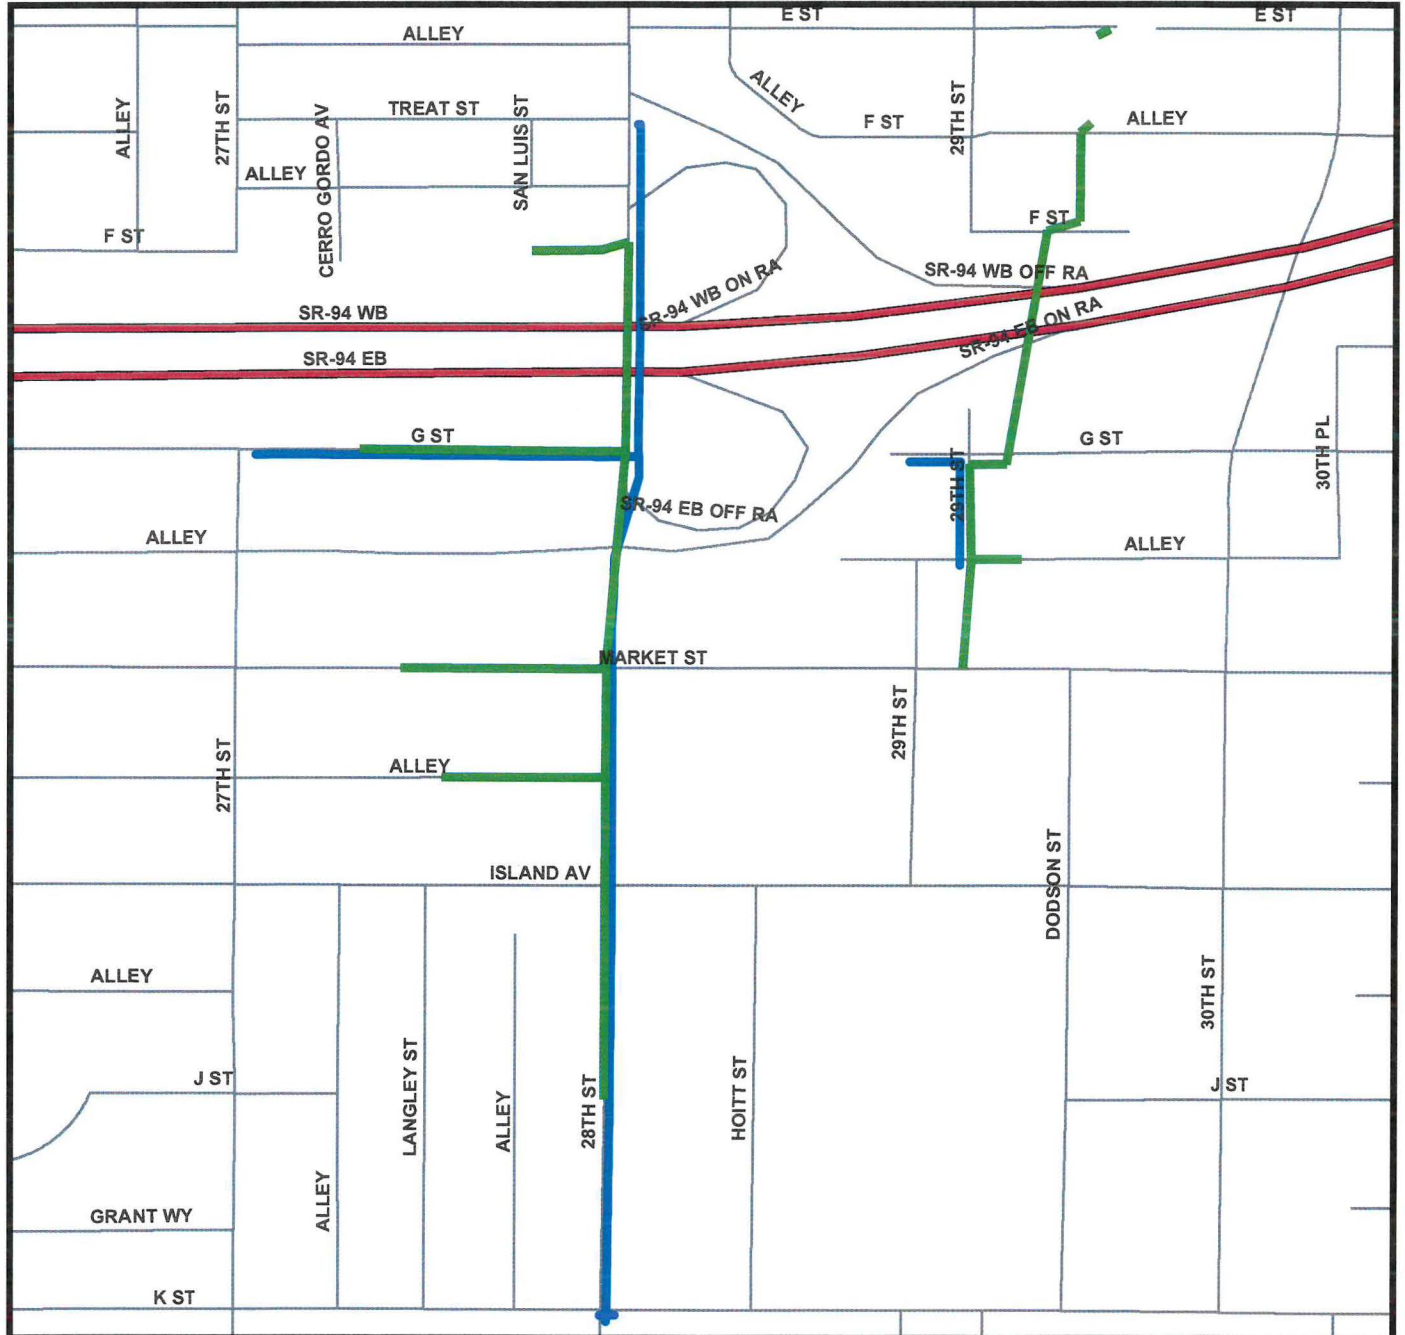 E ST
E ST
ALLEY
ALLEY
27TH ST
CERRO GORDO AV
TREAT ST
SAN LUIS ST
ALLEY
F ST
29TH ST
ALLEY
ALLEY
F ST
F ST
SR-94 WB ON RA
SR-94 WB OFF RA
SR-94 EB ON RA
SR-94 WB
SR-94 EB
G ST
29TH ST
G ST
30TH PL
SR-94 EB OFF RA
ALLEY
ALLEY
MARKET ST
29TH ST
27TH ST
ALLEY
ISLAND AV
DODSON ST
ALLEY
30TH ST
J ST
LANGLEY ST
ALLEY
28TH ST
HOITT ST
J ST
GRANT WY
ALLEY
K ST